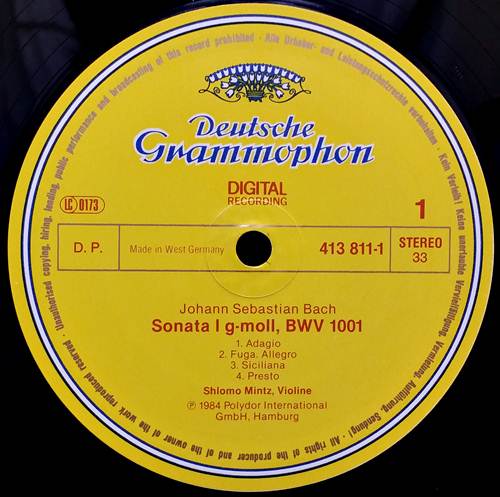 Unauthorised copying, hiring, lending, public performance and broadcasting of this record prohibited · Alle Urheber- und Leistungsschutzrechte vorbehalten · Kein Verleih! Keine unerlaubte Vervielfältigung, Vermietung, Aufführung, Sendung! · All rights of the producer and of the owner of the work reproduced reserved ·
Deutsche
Grammophon
DIGITAL
RECORDING
LC 0173
1
D. P.
Made in West Germany
413 811-1
STEREO
33
Johann Sebastian Bach
Sonata I g-moll, BWV 1001
1. Adagio
2. Fuga. Allegro
3. Siciliana
4. Presto
Shlomo Mintz, Violine
℗ 1984 Polydor International
GmbH, Hamburg